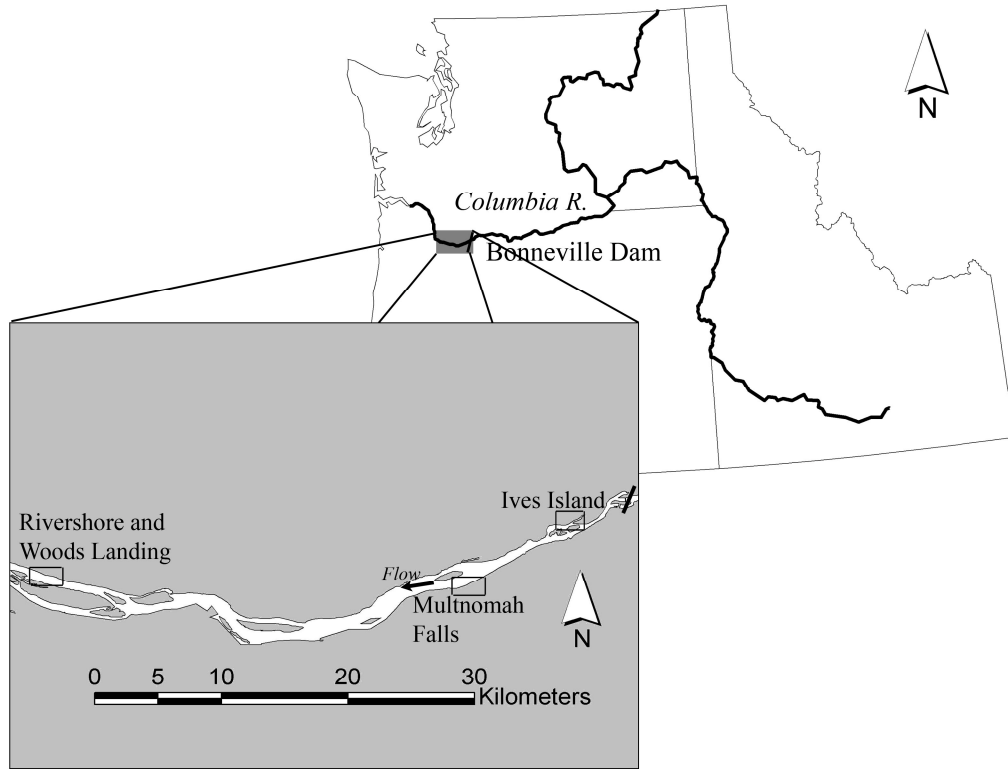 N
Columbia R.
Bonneville Dam
Ives Island
Rivershore and
Woods Landing
Flow
Multnomah
Falls
N
0 5 10 20 30
Kilometers